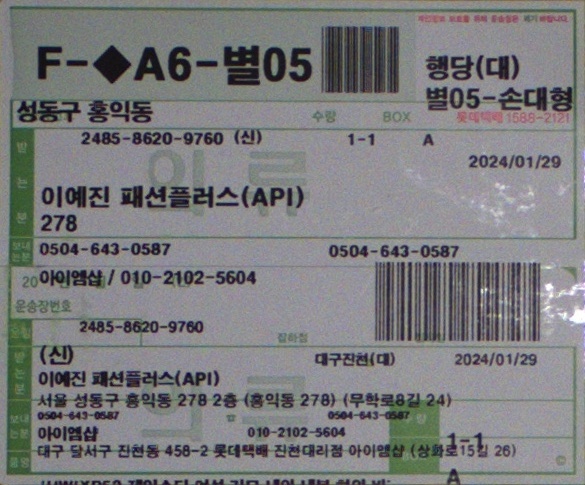 개인정보 보호를 위해 운송장은 폐기 바랍니다.
F-◆A6-별05
행당(대)
별05-손대형
성동구 홍익동
수량 BOX
롯데택배 1588-2121
2485-8620-9760 (신) 1-1 A
2024/01/29
받는분
의류
이예진 패션플러스(API)
278
보내는분
0504-643-0587 0504-643-0587
20
아이엠샵 / 010-2102-5604
운송장번호
2485-8620-9760
집하점
(신) 대구진천(대) 2024/01/29
받는분
이예진 패션플러스(API)
서울 성동구 홍익동 278 2층 (홍익동 278) (무학로8길 24)
0504-643-0587 0504-643-0587
보내는분
의류
아이엠샵 010-2102-5604
1-1
대구 달서구 진천동 458-2 롯데택배 진천대리점 아이엠샵 (상화로15길 26)
품명
A